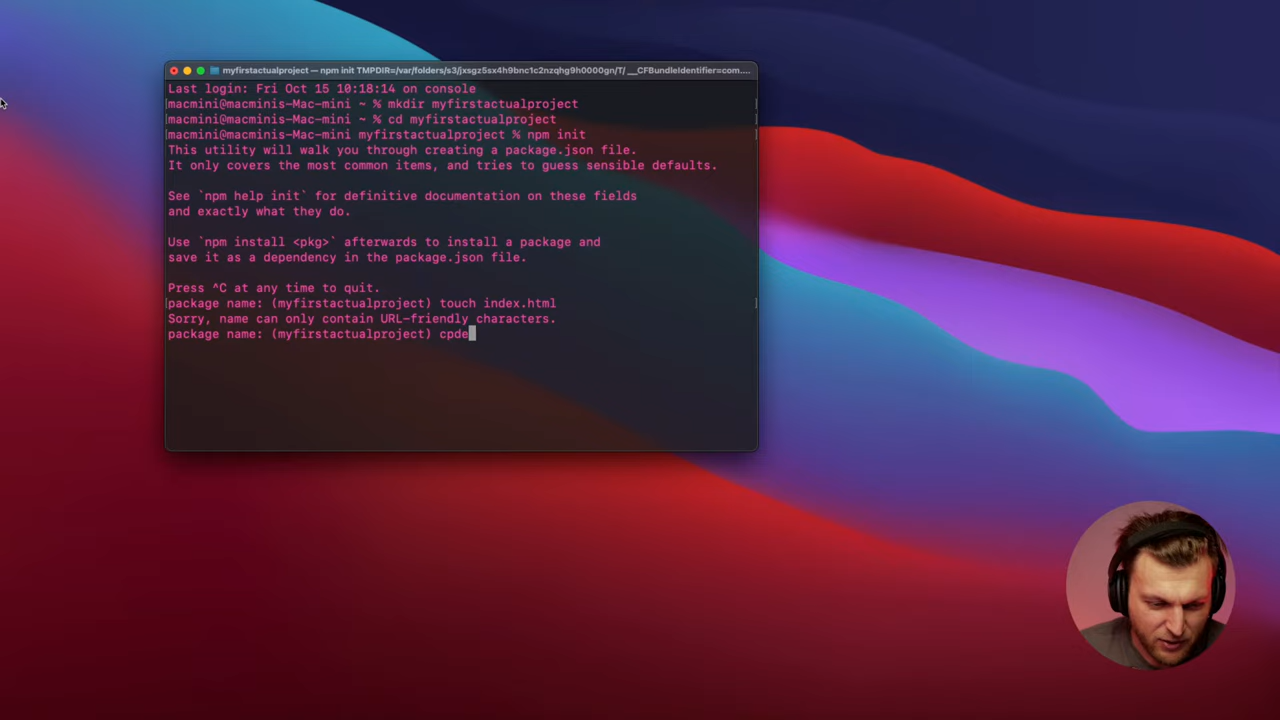 myfirstactualproject — npm init TMPDIR=/var/folders/s3/jxsgz5sx4h9bnc1c2nzqhg9h0000gn/T/ __CFBundleIdentifier=com....
Last login: Fri Oct 15 10:18:14 on console
macmini@macminis-Mac-mini ~ % mkdir myfirstactualproject
macmini@macminis-Mac-mini ~ % cd myfirstactualproject
macmini@macminis-Mac-mini myfirstactualproject % npm init
This utility will walk you through creating a package.json file.
It only covers the most common items, and tries to guess sensible defaults.
See `npm help init` for definitive documentation on these fields
and exactly what they do.
Use `npm install <pkg>` afterwards to install a package and
save it as a dependency in the package.json file.
Press ^C at any time to quit.
package name: (myfirstactualproject) touch index.html
Sorry, name can only contain URL-friendly characters.
package name: (myfirstactualproject) cpde